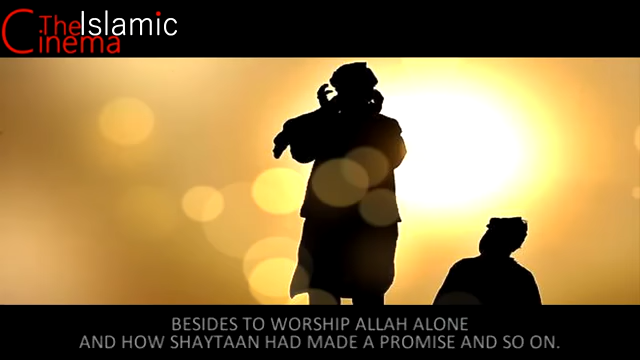 The Islamic
Cinema
BESIDES TO WORSHIP ALLAH ALONE
AND HOW SHAYTAAN HAD MADE A PROMISE AND SO ON.